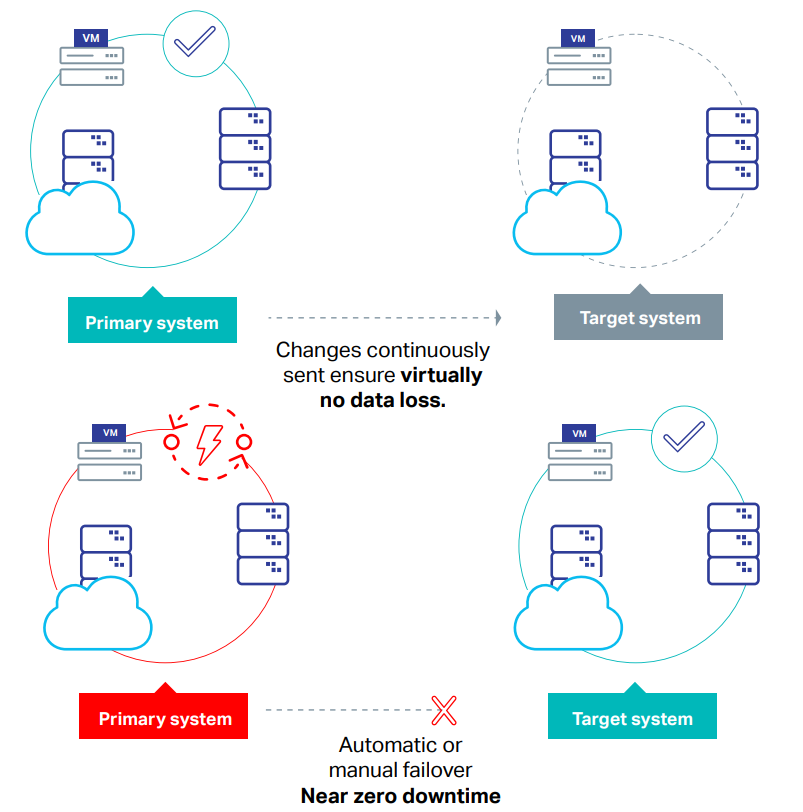 VM
VM
Primary system
Target system
Changes continuously
sent ensure virtually
no data loss.
VM
VM
Primary system
Target system
Automatic or
manual failover
Near zero downtime